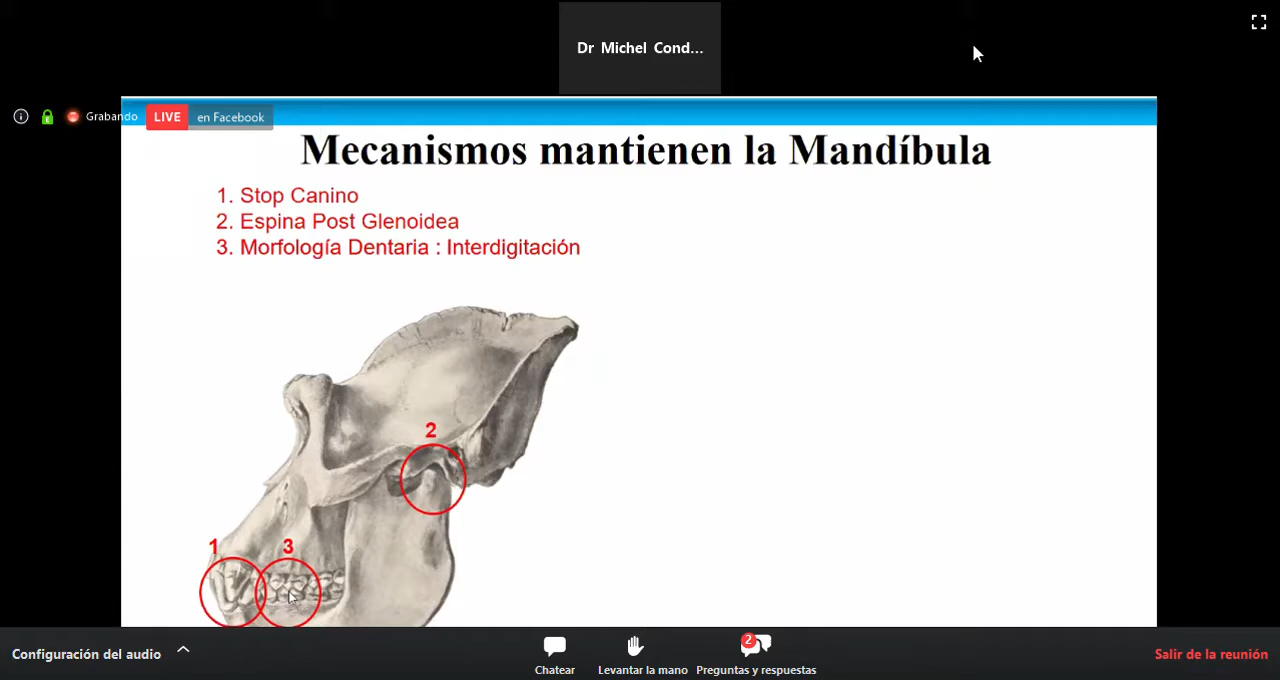 Dr Michel Cond...
Grabando
LIVE en Facebook
Mecanismos mantienen la Mandíbula
1. Stop Canino
2. Espina Post Glenoidea
3. Morfología Dentaria : Interdigitación
2
1
3
Configuración del audio
2
Chatear
Levantar la mano
Preguntas y respuestas
Salir de la reunión